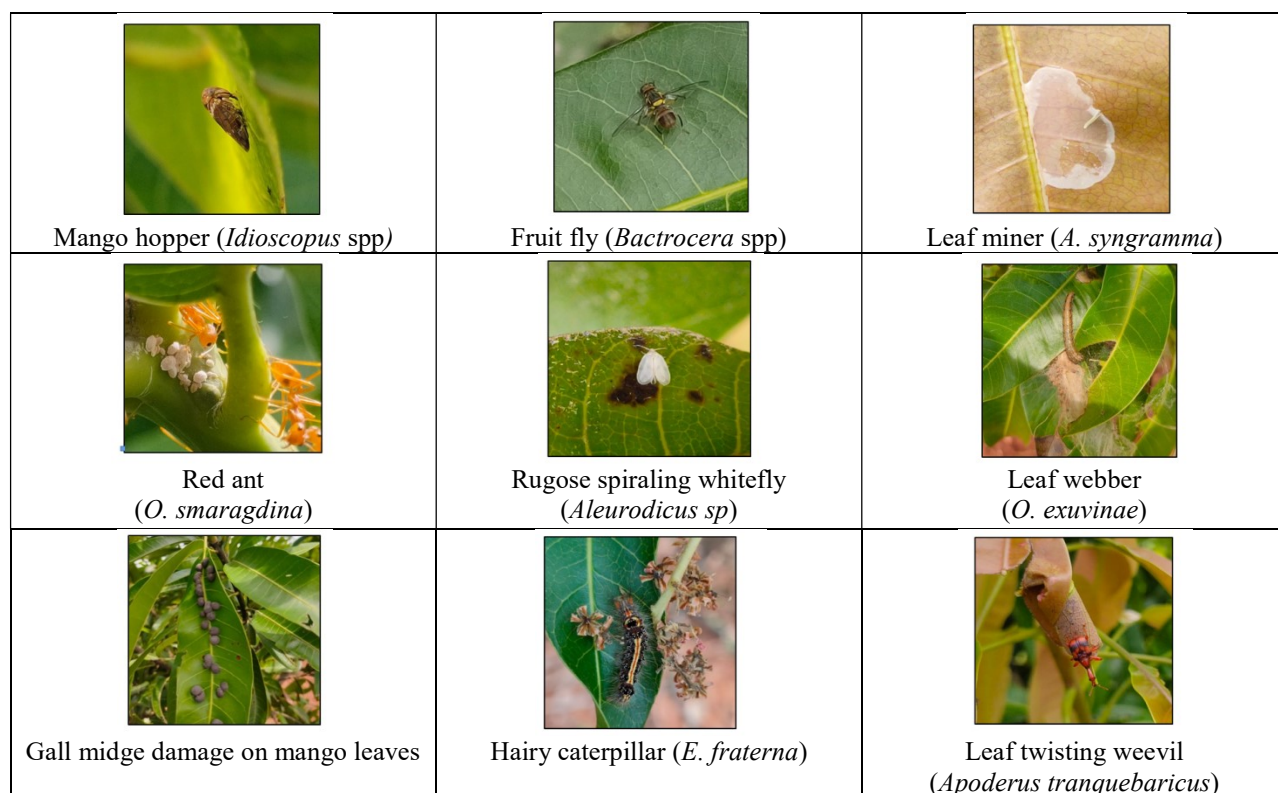 Mango hopper (Idioscopus spp)
Fruit fly (Bactrocera spp)
Leaf miner (A. syngramma)
Red ant
(O. smaragdina)
Rugose spiraling whitefly
(Aleurodicus sp)
Leaf webber
(O. exuvinae)
Gall midge damage on mango leaves
Hairy caterpillar (E. fraterna)
Leaf twisting weevil
(Apoderus tranquebaricus)